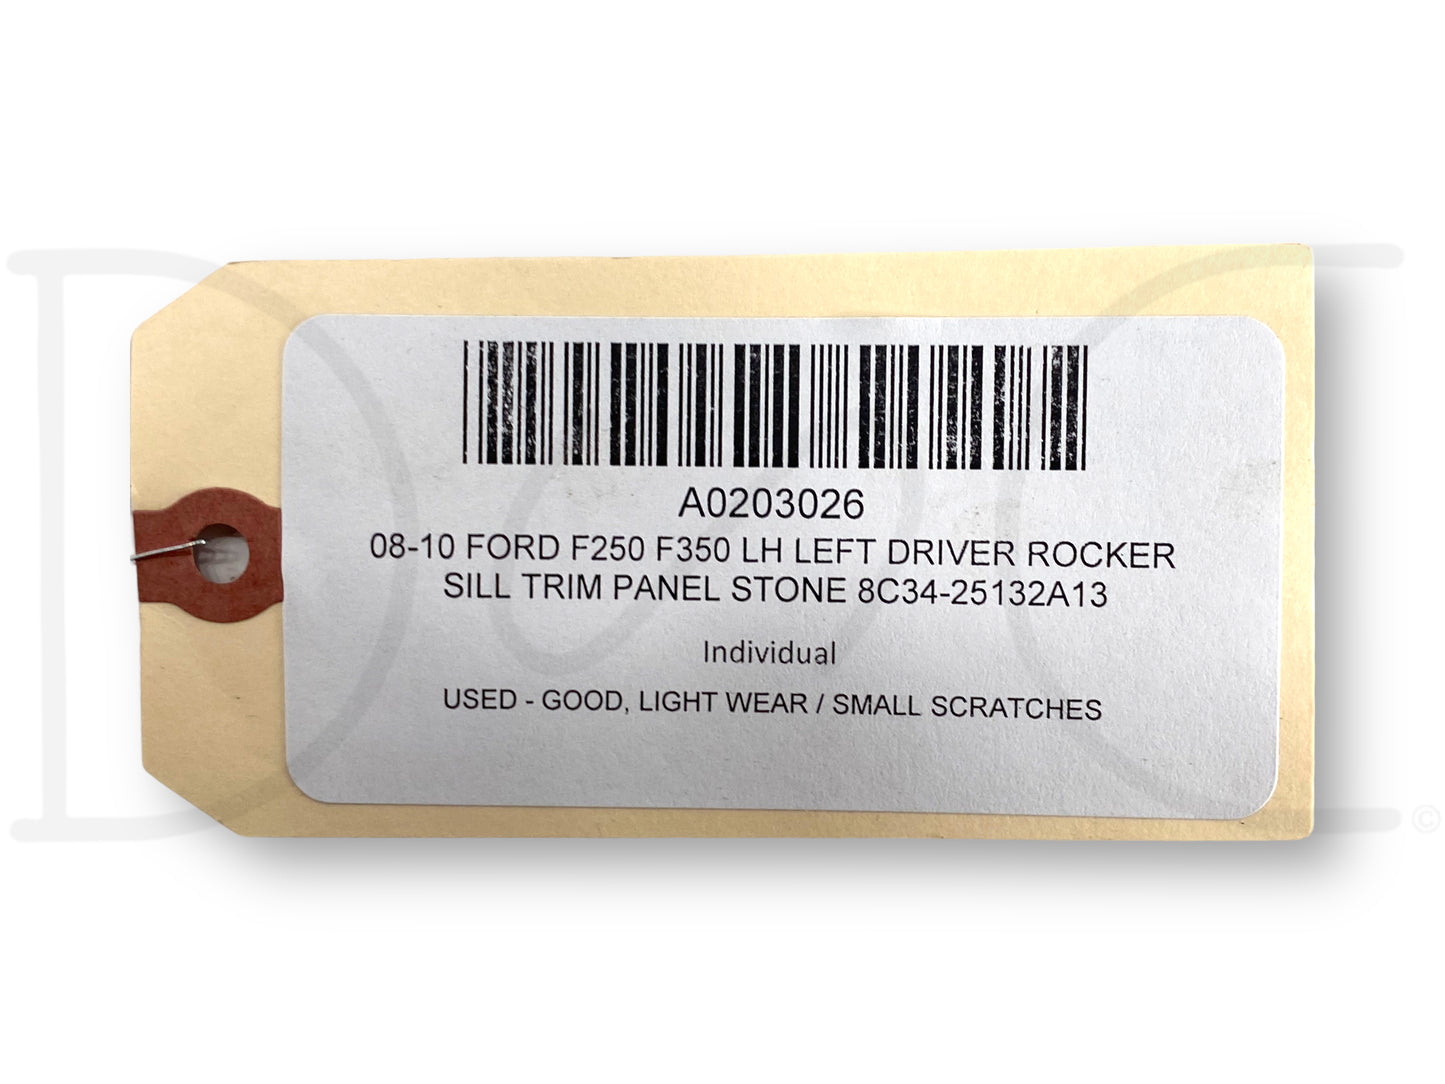 A0203026
08-10 FORD F250 F350 LH LEFT DRIVER ROCKER
SILL TRIM PANEL STONE 8C34-25132A13
Individual
USED - GOOD, LIGHT WEAR / SMALL SCRATCHES
©